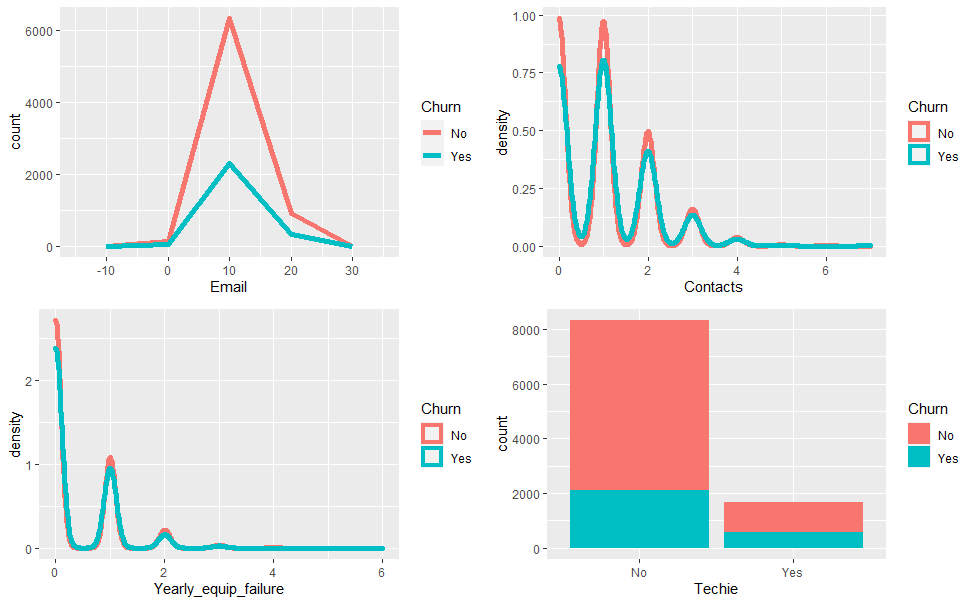 6000
4000
2000
0
count
-10
0
10
20
30
Email
Churn
No
Yes
1.00
0.75
0.50
0.25
0.00
density
0
2
4
6
Contacts
Churn
No
Yes
2
1
0
density
0
2
4
6
Yearly_equip_failure
Churn
No
Yes
8000
6000
4000
2000
0
count
No
Yes
Techie
Churn
No
Yes